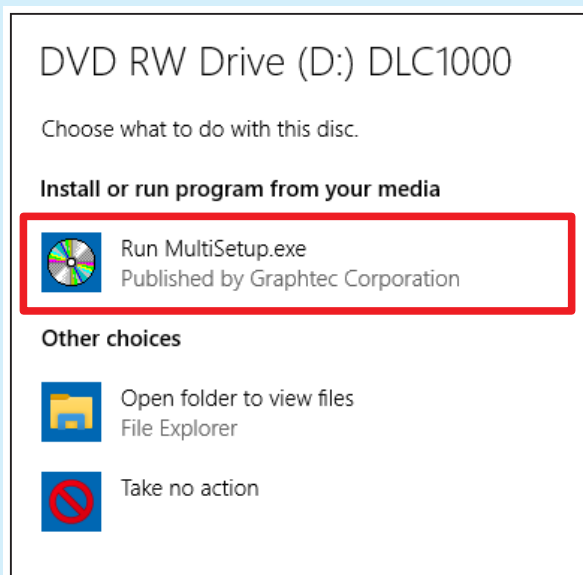 DVD RW Drive (D:) DLC1000
Choose what to do with this disc.
Install or run program from your media
Run MultiSetup.exe
Published by Graphtec Corporation
Other choices
Open folder to view files
File Explorer
Take no action